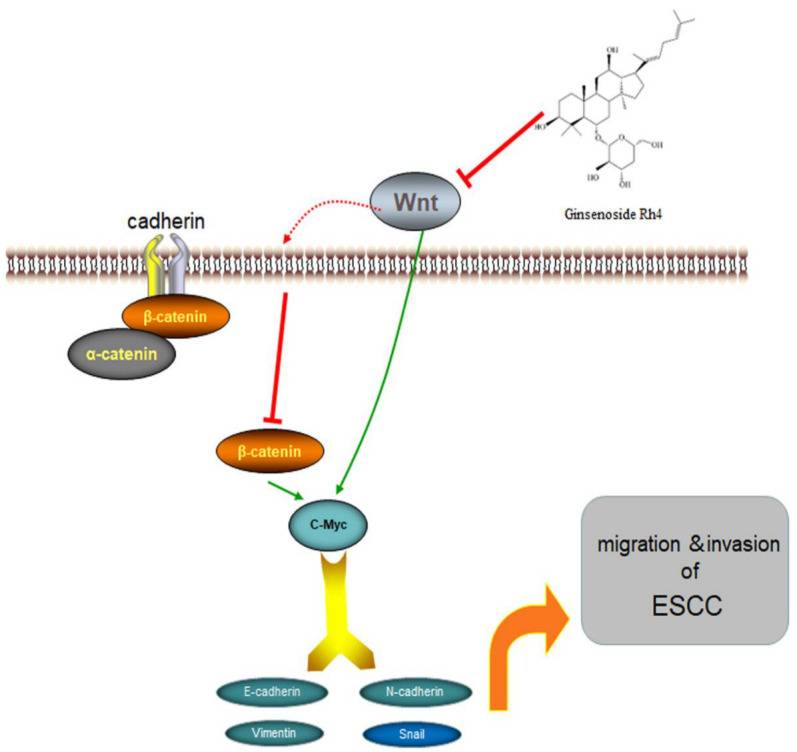 OH
HO
O
O
OH
HO
OH
Ginsenoside Rh4
Wnt
cadherin
β-catenin
α-catenin
β-catenin
C-Myc
migration &invasion
of
ESCC
E-cadherin
N-cadherin
Vimentin
Snail